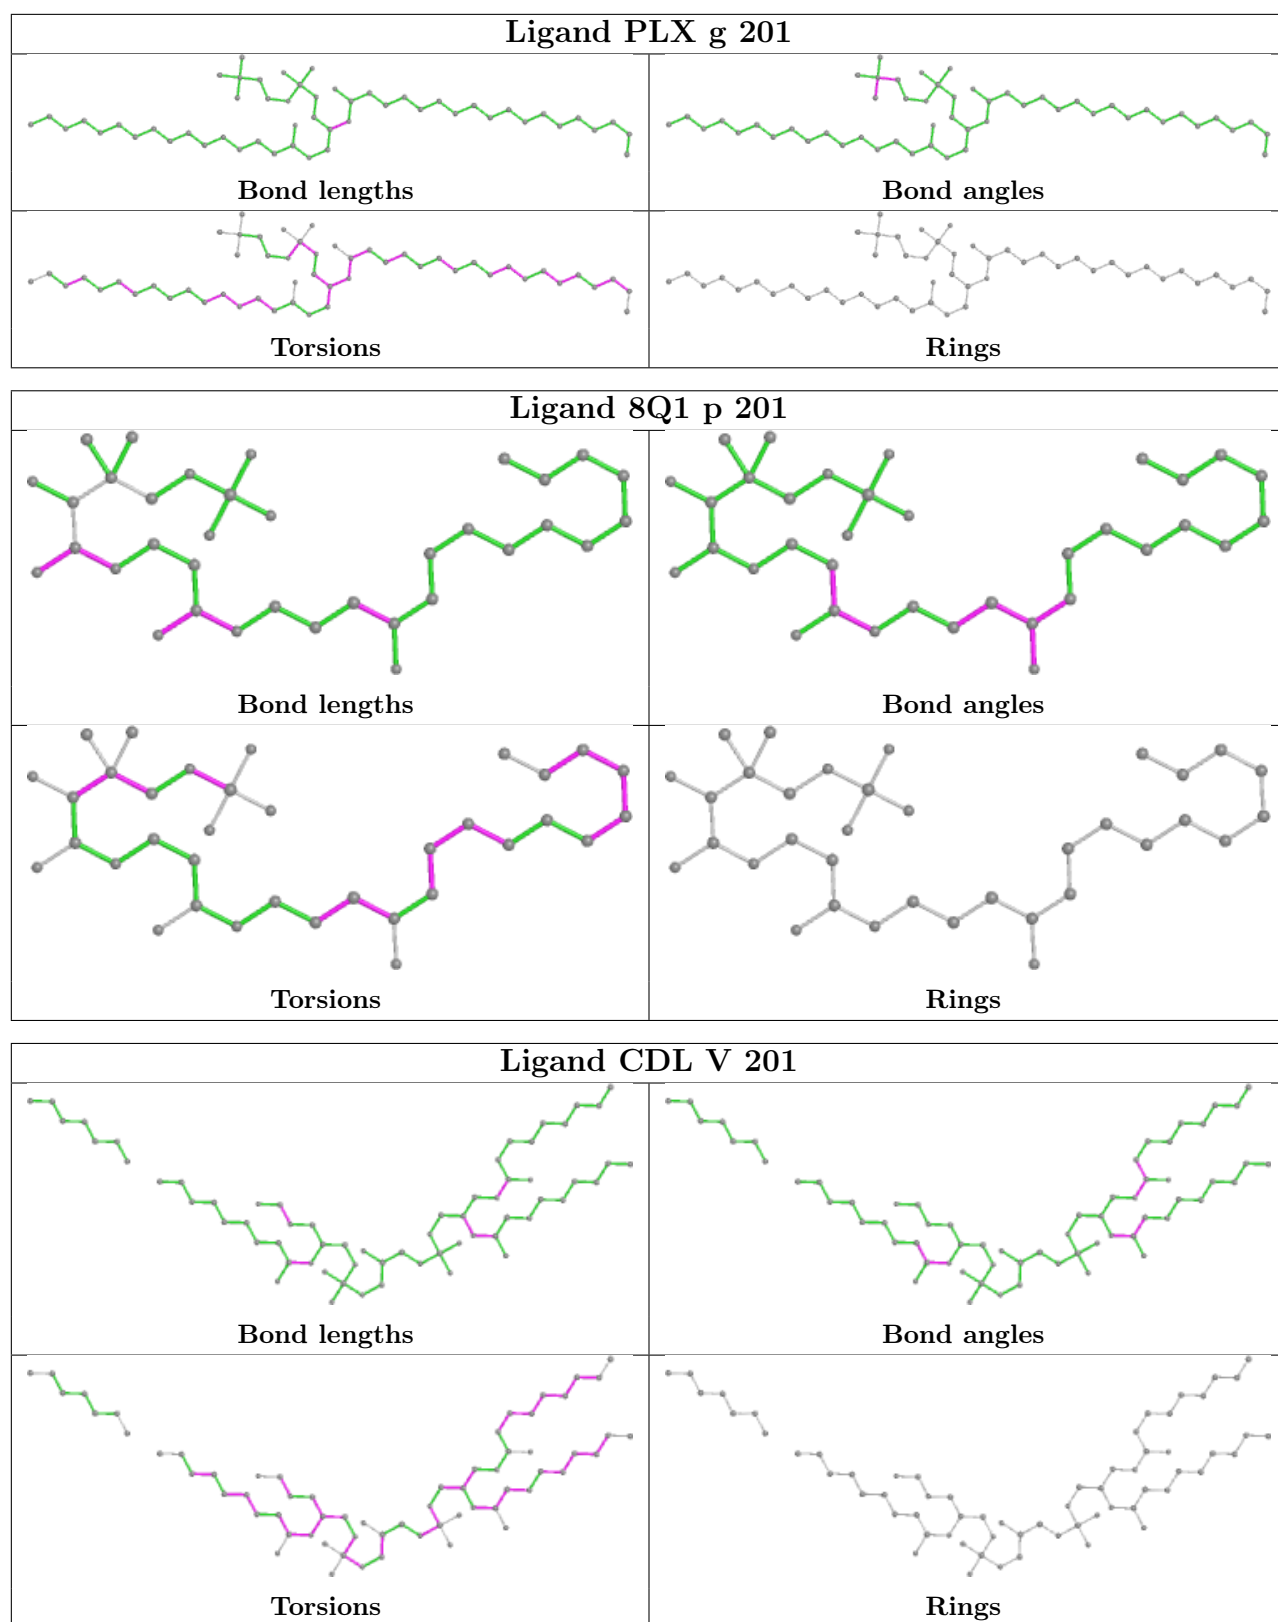 Ligand PLX g 201
Bond lengths
Bond angles
Torsions
Rings
Ligand 8Q1 p 201
Bond lengths
Bond angles
Torsions
Rings
Ligand CDL V 201
Bond lengths
Bond angles
Torsions
Rings